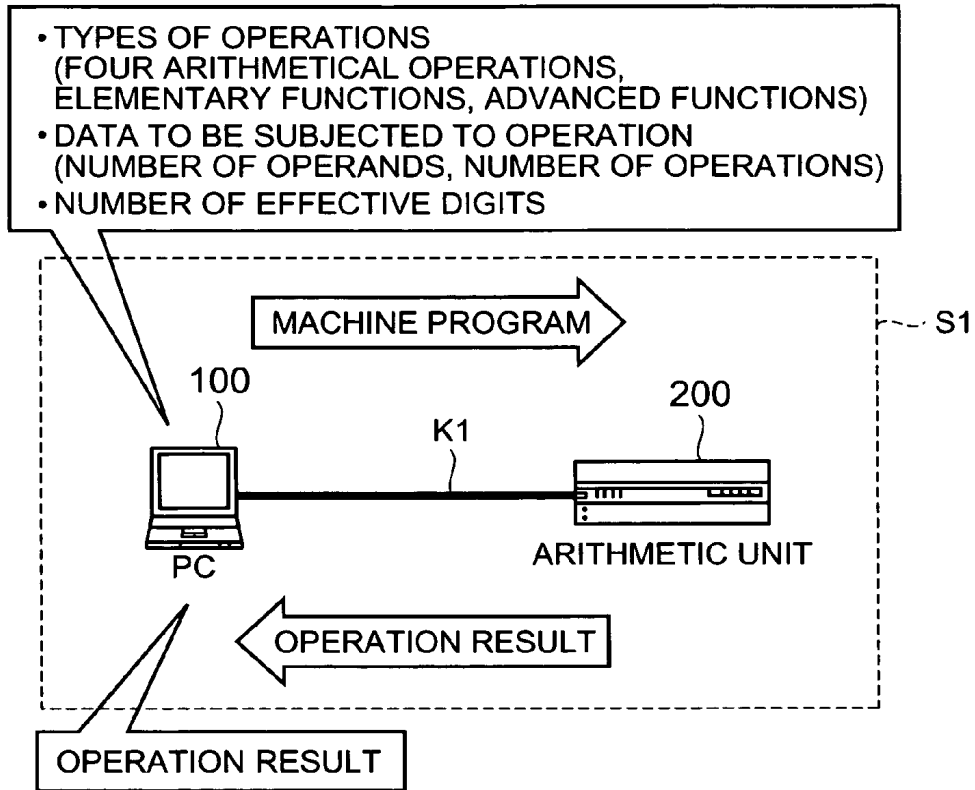 • TYPES OF OPERATIONS
(FOUR ARITHMETICAL OPERATIONS,
ELEMENTARY FUNCTIONS, ADVANCED FUNCTIONS)
• DATA TO BE SUBJECTED TO OPERATION
(NUMBER OF OPERANDS, NUMBER OF OPERATIONS)
• NUMBER OF EFFECTIVE DIGITS
MACHINE PROGRAM
S1
100
K1
200
PC
ARITHMETIC UNIT
OPERATION RESULT
OPERATION RESULT